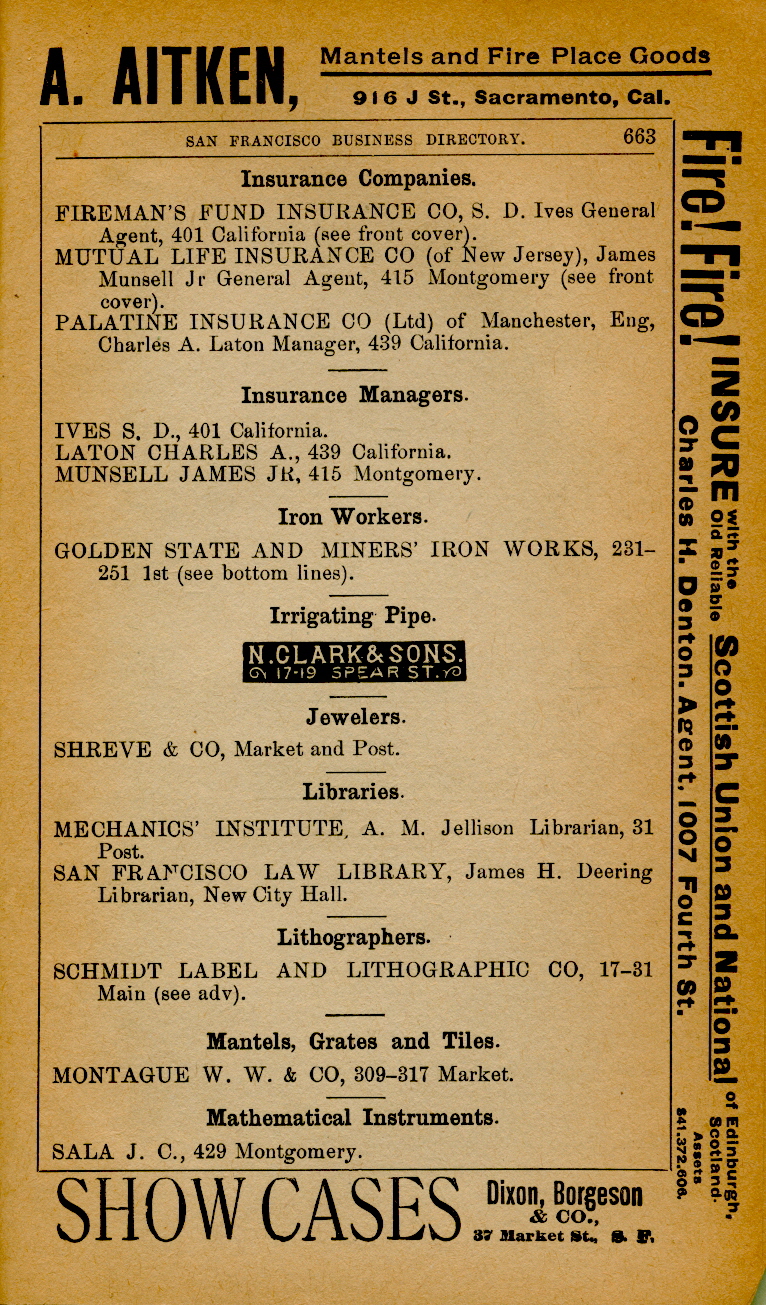 A. AITKEN,
Mantels and Fire Place Goods
916 J St., Sacramento, Cal.
SAN FRANCISCO BUSINESS DIRECTORY. 663
Insurance Companies.
FIREMAN'S FUND INSURANCE CO, S. D. Ives General
Agent, 401 California (see front cover).
MUTUAL LIFE INSURANCE CO (of New Jersey), James
Munsell Jr General Agent, 415 Montgomery (see front
cover).
PALATINE INSURANCE CO (Ltd) of Manchester, Eng,
Charles A. Laton Manager, 439 California.
Insurance Managers.
IVES S. D., 401 California.
LATON CHARLES A., 439 California.
MUNSELL JAMES JR, 415 Montgomery.
Iron Workers.
GOLDEN STATE AND MINERS' IRON WORKS, 231-
251 1st (see bottom lines).
Irrigating Pipe.
N. CLARK & SONS.
17-19 SPEAR ST.
Jewelers.
SHREVE & CO, Market and Post.
Libraries.
MECHANICS' INSTITUTE, A. M. Jellison Librarian, 31
Post.
SAN FRANCISCO LAW LIBRARY, James H. Deering
Librarian, New City Hall.
Lithographers.
SCHMIDT LABEL AND LITHOGRAPHIC CO, 17-31
Main (see adv).
Mantels, Grates and Tiles.
MONTAGUE W. W. & CO, 309-317 Market.
Mathematical Instruments.
SALA J. C., 429 Montgomery.
Fire! Fire! INSURE with the Old Reliable Scottish Union and National of Edinburgh, Scotland.
Charles H. Denton. Agent. 1007 Fourth St. Assets $41.372.606.
SHOW CASES
Dixon, Borgeson
& CO.,
37 Market St., S. F.